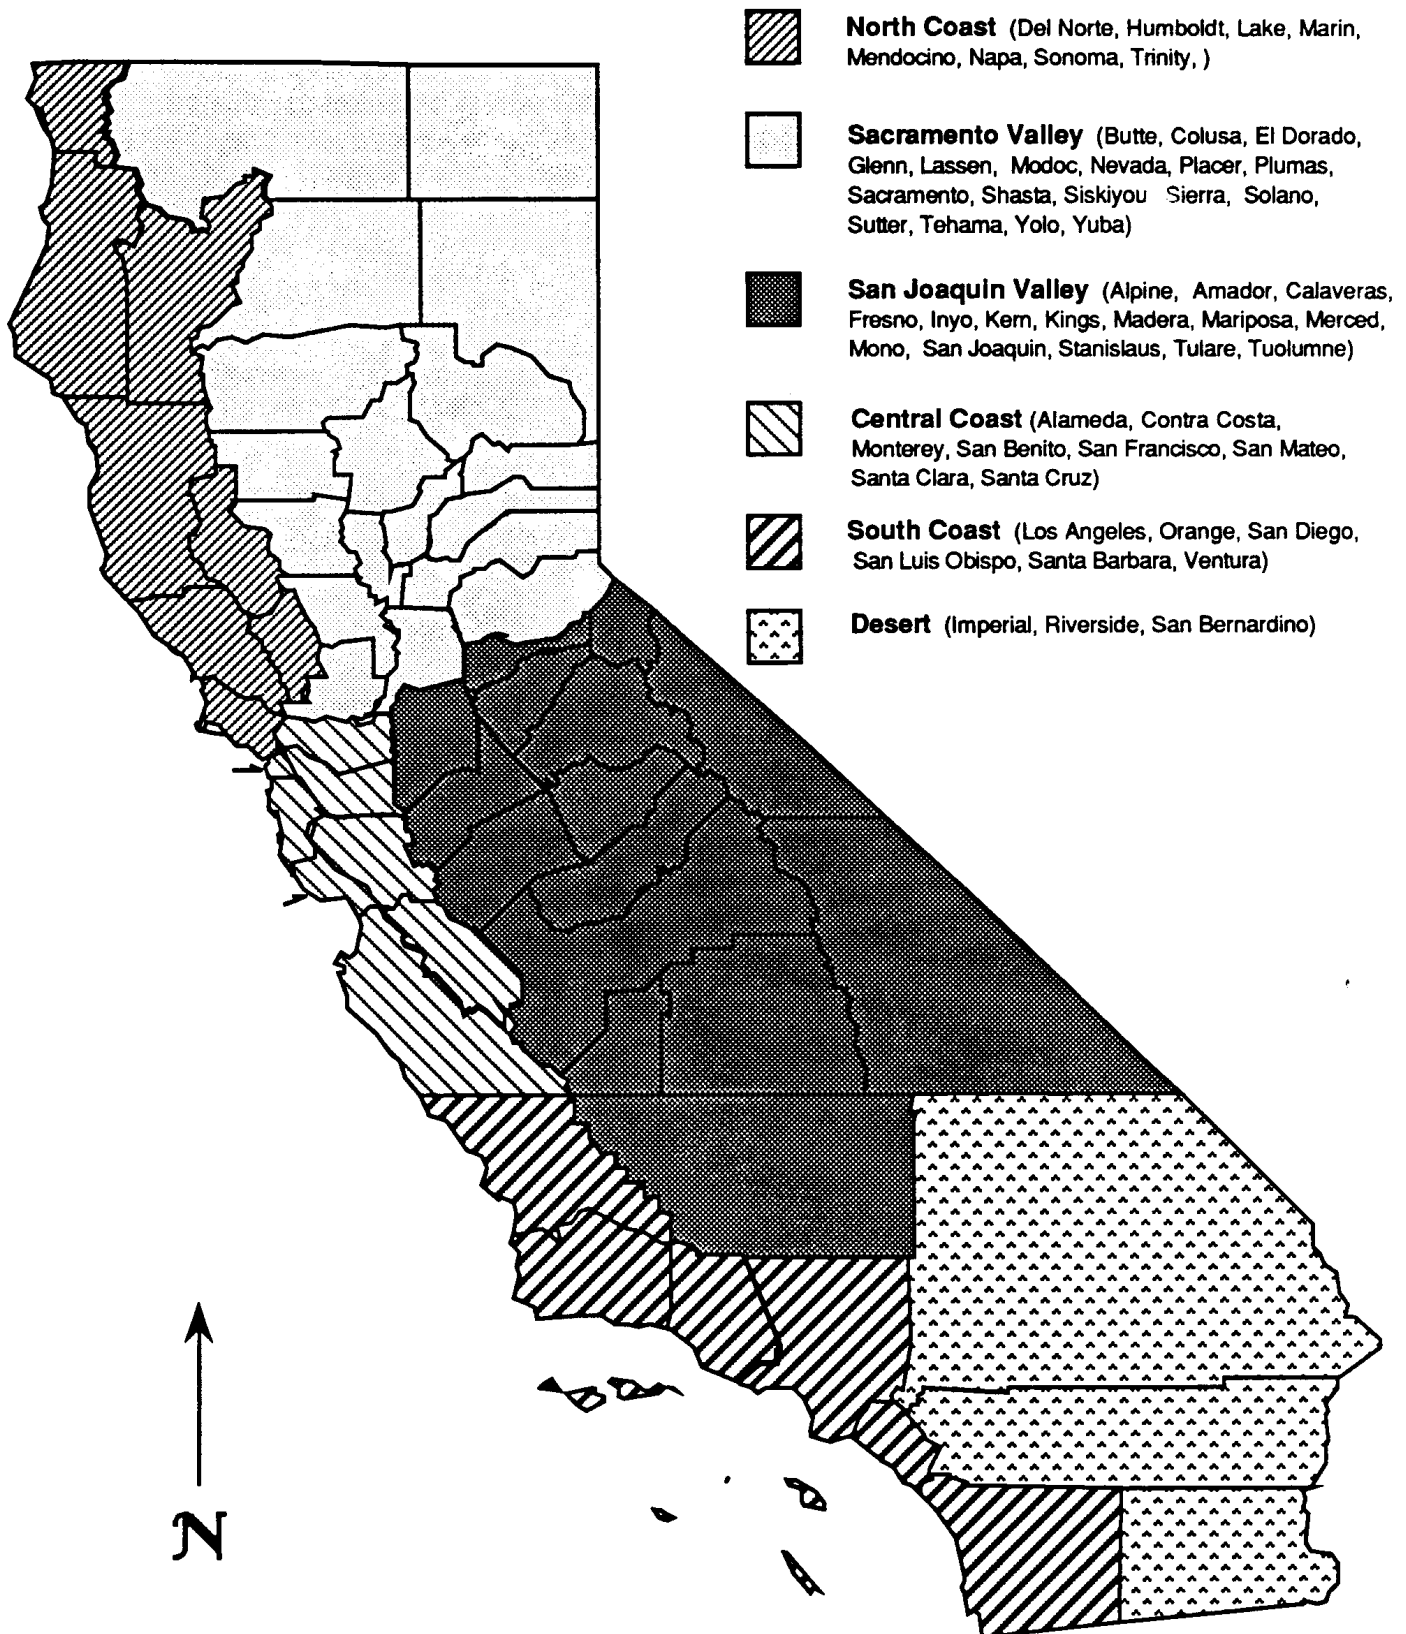 North Coast (Del Norte, Humboldt, Lake, Marin,
Mendocino, Napa, Sonoma, Trinity, )
Sacramento Valley (Butte, Colusa, El Dorado,
Glenn, Lassen, Modoc, Nevada, Placer, Plumas,
Sacramento, Shasta, Siskiyou Sierra, Solano,
Sutter, Tehama, Yolo, Yuba)
San Joaquin Valley (Alpine, Amador, Calaveras,
Fresno, Inyo, Kern, Kings, Madera, Mariposa, Merced,
Mono, San Joaquin, Stanislaus, Tulare, Tuolumne)
Central Coast (Alameda, Contra Costa,
Monterey, San Benito, San Francisco, San Mateo,
Santa Clara, Santa Cruz)
South Coast (Los Angeles, Orange, San Diego,
San Luis Obispo, Santa Barbara, Ventura)
Desert (Imperial, Riverside, San Bernardino)
N